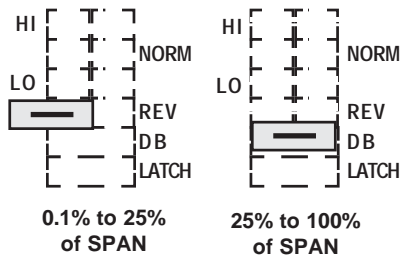 HI
NORM
LO
REV
DB
LATCH
0.1% to 25%
of SPAN
HI
NORM
LO
REV
DB
LATCH
25% to 100%
of SPAN